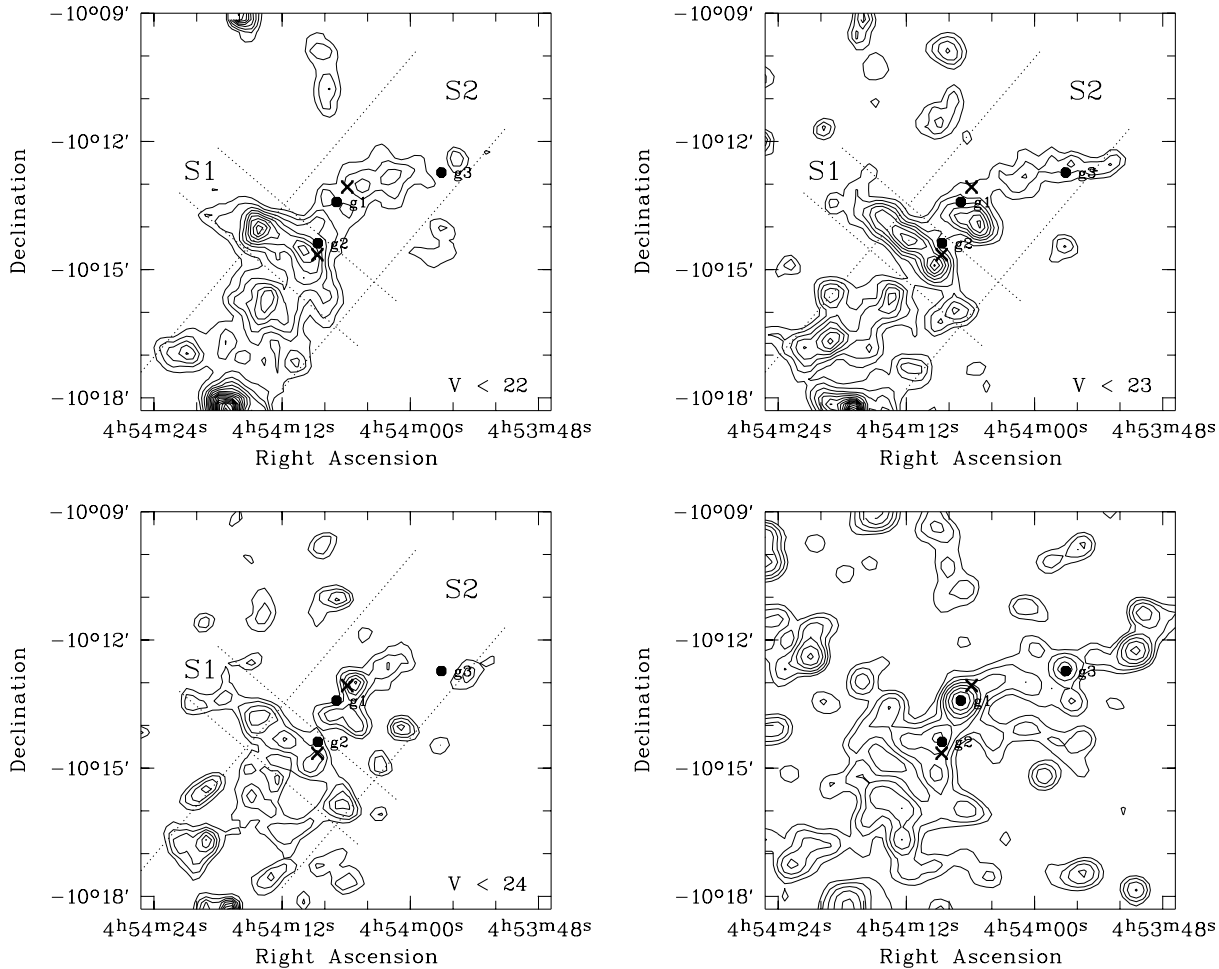 −10°09′
−10°12′
−10°15′
−10°18′
Declination
S1
S2
g1
g2
g3
V < 22
4h54m24s 4h54m12s 4h54m00s 4h53m48s
Right Ascension
−10°09′
−10°12′
−10°15′
−10°18′
Declination
S1
S2
g1
g2
g3
V < 23
4h54m24s 4h54m12s 4h54m00s 4h53m48s
Right Ascension
−10°09′
−10°12′
−10°15′
−10°18′
Declination
S1
S2
g1
g2
g3
V < 24
4h54m24s 4h54m12s 4h54m00s 4h53m48s
Right Ascension
−10°09′
−10°12′
−10°15′
−10°18′
Declination
g1
g2
g3
4h54m24s 4h54m12s 4h54m00s 4h53m48s
Right Ascension